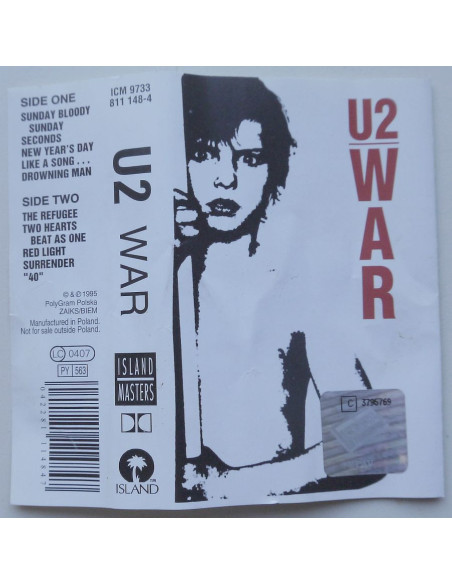 SIDE ONE
SUNDAY BLOODY
SUNDAY
SECONDS
NEW YEAR'S DAY
LIKE A SONG . . .
DROWNING MAN
SIDE TWO
THE REFUGEE
TWO HEARTS
BEAT AS ONE
RED LIGHT
SURRENDER
"40"
℗ & © 1995
PolyGram Polska
ZAIKS/BIEM
Manufactured in Poland.
Not for sale outside Poland.
LC 0407
PY 563
ICM 9733
811 148-4
U2 WAR
ISLAND
MASTERS
ISLAND
U2
WAR
C 3795769